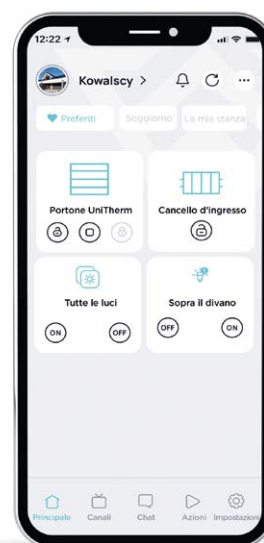 12:22
Kowalscy >
Preferiti Soggiorno La mia stanza
Portone UniTherm Cancello d'ingresso
Tutte le luci Sopra il divano
ON OFF OFF ON
Principale Canali Chat Azioni Impostazioni